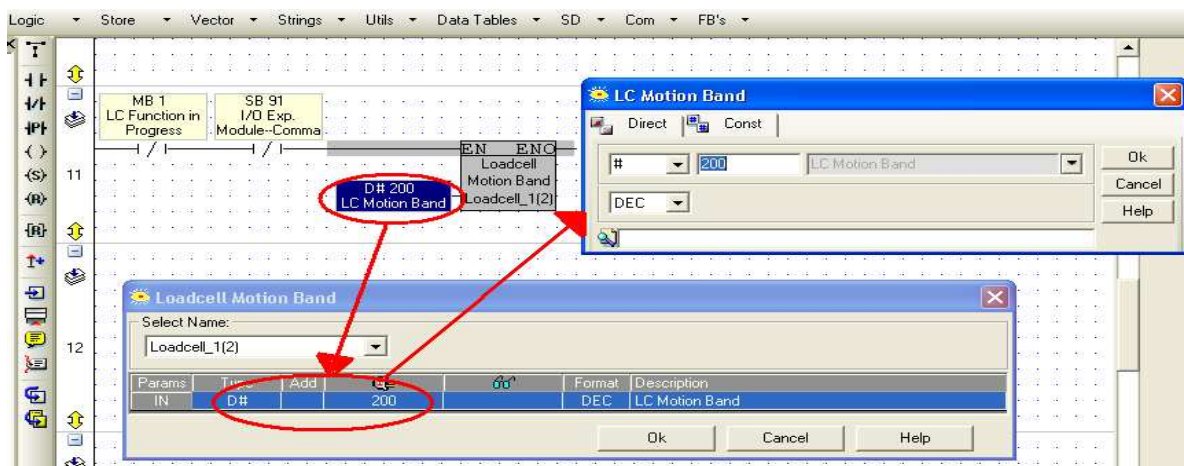 Logic Store Vector Strings Utils Data Tables SD Com FB's
MB 1
LC Function in
Progress
SB 91
I/O Exp.
Module--Comma
11
EN ENO
Loadcell
Motion Band
Loadcell_1(2)
D# 200
LC Motion Band
LC Motion Band
Direct Const
# 200 LC Motion Band
DEC
Ok
Cancel
Help
12
Loadcell Motion Band
Select Name:
Loadcell_1(2)
Params Type Add Format Description
IN D# 200 DEC LC Motion Band
Ok Cancel Help